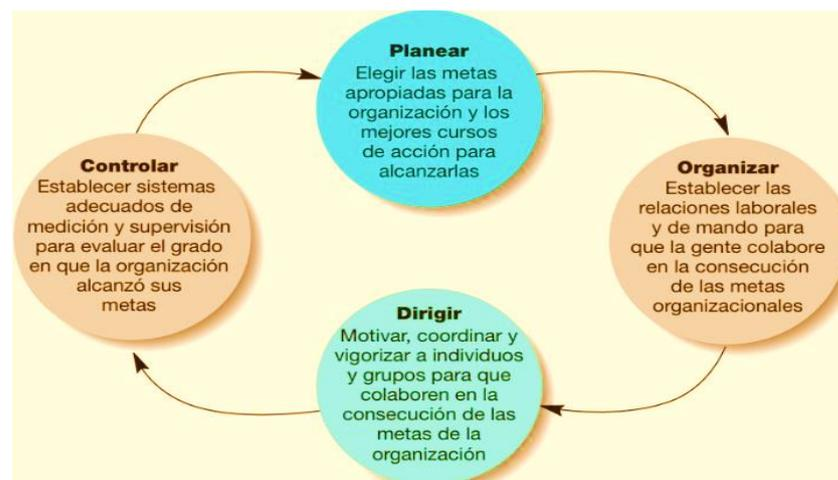 Planear
Elegir las metas
apropiadas para la
organización y los
mejores cursos
de acción para
alcanzarlas
Organizar
Establecer las
relaciones laborales
y de mando para
que la gente colabore
en la consecución
de las metas
organizacionales
Dirigir
Motivar, coordinar y
vigorizar a individuos
y grupos para que
colaboren en la
consecución de las
metas de la
organización
Controlar
Establecer sistemas
adecuados de
medición y supervisión
para evaluar el grado
en que la organización
alcanzó sus
metas